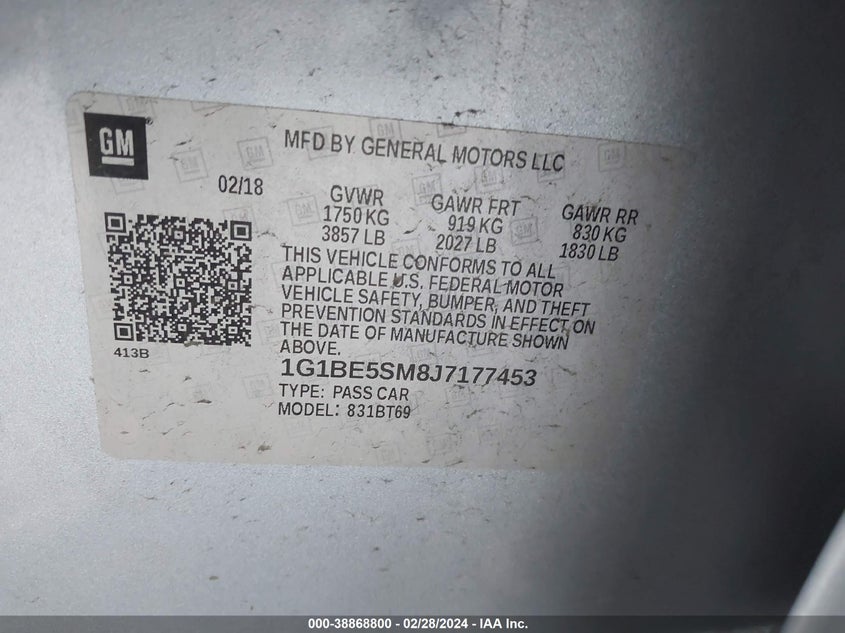 GM
MFD BY GENERAL MOTORS LLC
02/18
GVWR
1750 KG
3857 LB
GAWR FRT
919 KG
2027 LB
GAWR RR
830 KG
1830 LB
THIS VEHICLE CONFORMS TO ALL
APPLICABLE U.S. FEDERAL MOTOR
VEHICLE SAFETY, BUMPER, AND THEFT
PREVENTION STANDARDS IN EFFECT ON
THE DATE OF MANUFACTURE SHOWN
ABOVE.
413B
1G1BE5SM8J7177453
TYPE: PASS CAR
MODEL: 831BT69
000-38868800 - 02/28/2024 - IAA Inc.